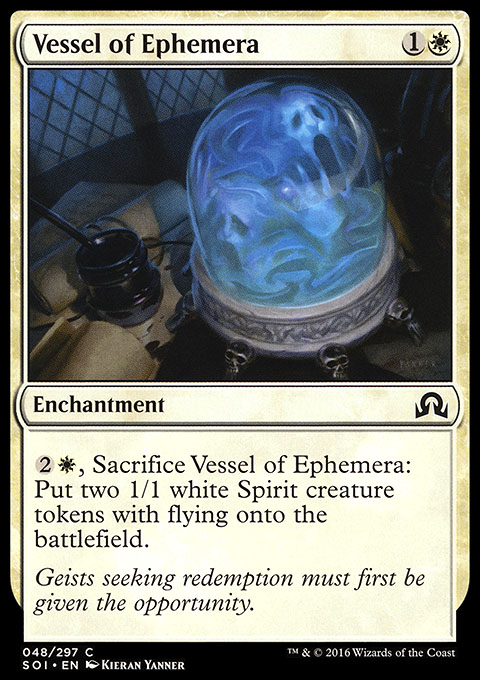 Vessel of Ephemera 1
Enchantment
2, Sacrifice Vessel of Ephemera:
Put two 1/1 white Spirit creature
tokens with flying onto the
battlefield.
Geists seeking redemption must first be
given the opportunity.
048/297 C
SOI • EN Kieran Yanner
™ & © 2016 Wizards of the Coast